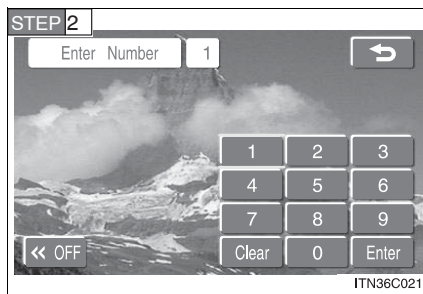 STEP 2
Enter Number 1
1 2 3
4 5 6
7 8 9
« OFF Clear 0 Enter
ITN36C021